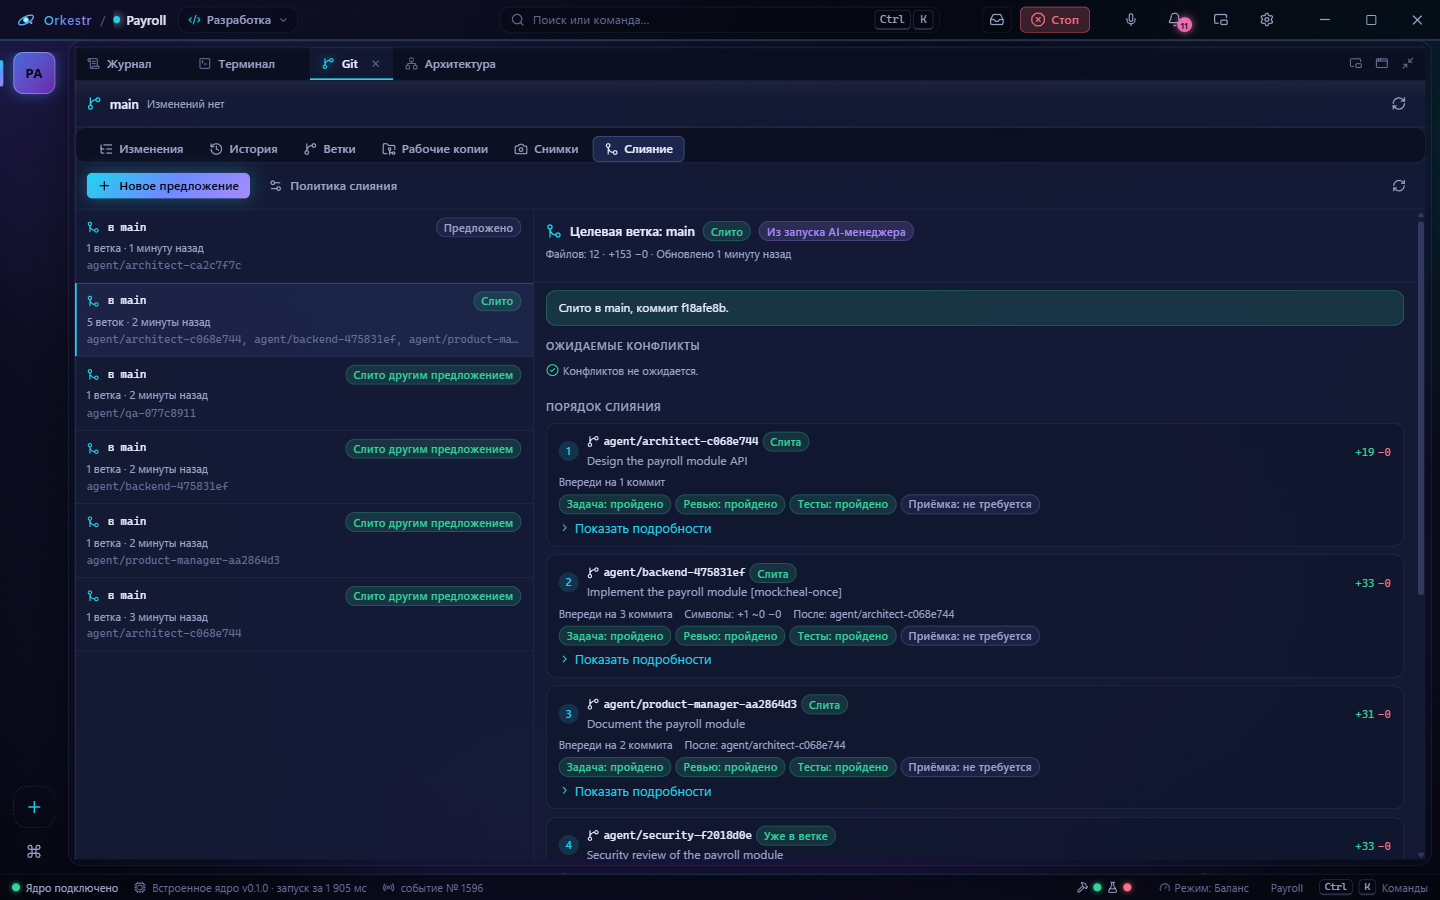 Orkestr / Payroll Разработка Поиск или команда... Ctrl K Стоп 11
PA
Журнал Терминал Git Архитектура
main Изменений нет
Изменения История Ветки Рабочие копии Снимки Слияние
Новое предложение Политика слияния
в main Предложено
1 ветка · 1 минуту назад
agent/architect-ca2c7f7c
в main Слито
5 веток · 2 минуты назад
agent/architect-c068e744, agent/backend-475831ef, agent/product-ma…
в main Слито другим предложением
1 ветка · 2 минуты назад
agent/qa-077c8911
в main Слито другим предложением
1 ветка · 2 минуты назад
agent/backend-475831ef
в main Слито другим предложением
1 ветка · 2 минуты назад
agent/product-manager-aa2864d3
в main Слито другим предложением
1 ветка · 3 минуты назад
agent/architect-c068e744
Целевая ветка: main Слито Из запуска AI-менеджера
Файлов: 12 · +153 −0 · Обновлено 1 минуту назад
Слито в main, коммит f18afe8b.
ОЖИДАЕМЫЕ КОНФЛИКТЫ
Конфликтов не ожидается.
ПОРЯДОК СЛИЯНИЯ
1 agent/architect-c068e744 Слита
Design the payroll module API +19 −0
Впереди на 1 коммит
Задача: пройдено Ревью: пройдено Тесты: пройдено Приёмка: не требуется
Показать подробности
2 agent/backend-475831ef Слита
Implement the payroll module [mock:heal-once] +33 −0
Впереди на 3 коммита Символы: +1 ~0 −0 После: agent/architect-c068e744
Задача: пройдено Ревью: пройдено Тесты: пройдено Приёмка: не требуется
Показать подробности
3 agent/product-manager-aa2864d3 Слита
Document the payroll module +31 −0
Впереди на 2 коммита После: agent/architect-c068e744
Задача: пройдено Ревью: пройдено Тесты: пройдено Приёмка: не требуется
Показать подробности
4 agent/security-f2018d0e Уже в ветке
Security review of the payroll module +33 −0
Ядро подключено Встроенное ядро v0.1.0 · запуск за 1 905 мс событие № 1596 Режим: Баланс Payroll Ctrl K Команды